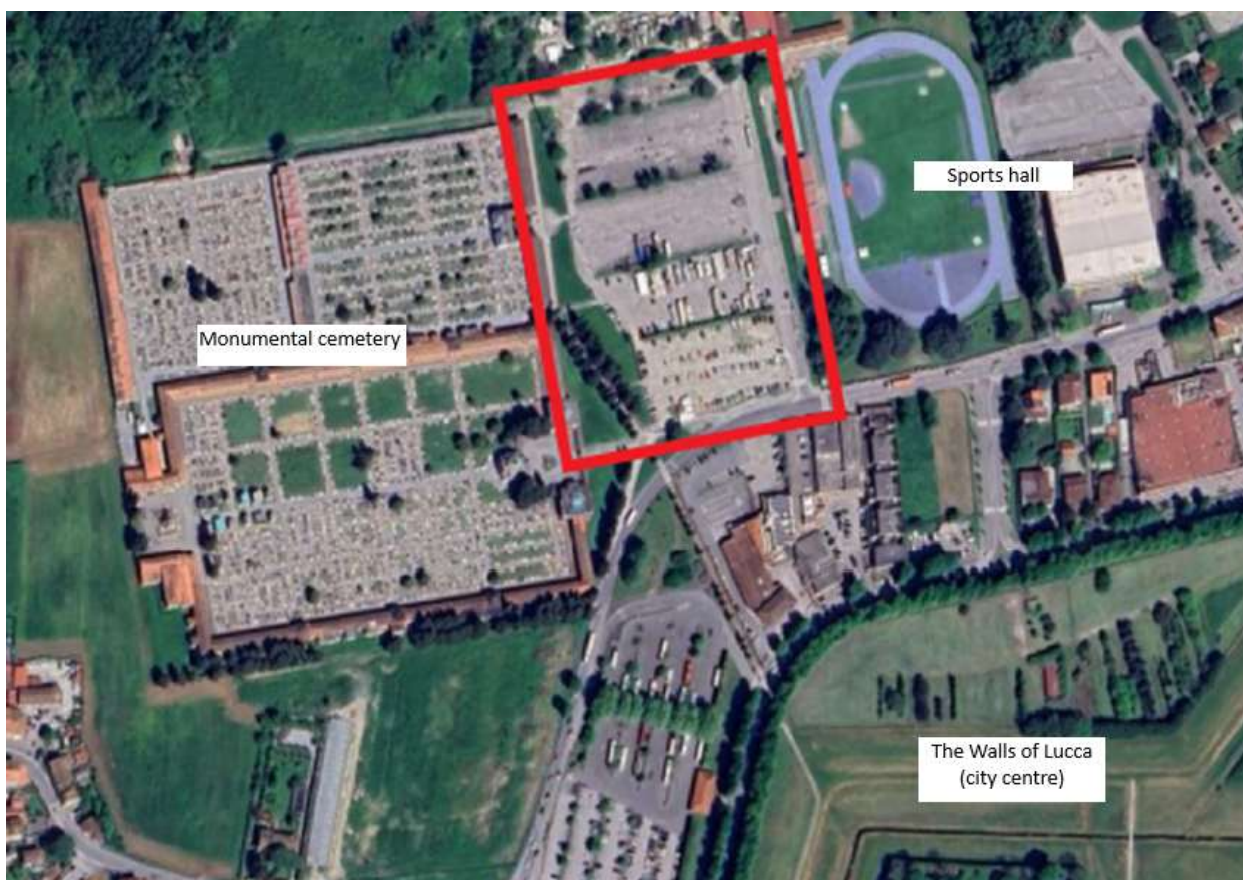 Sports hall
Monumental cemetery
The Walls of Lucca
(city centre)